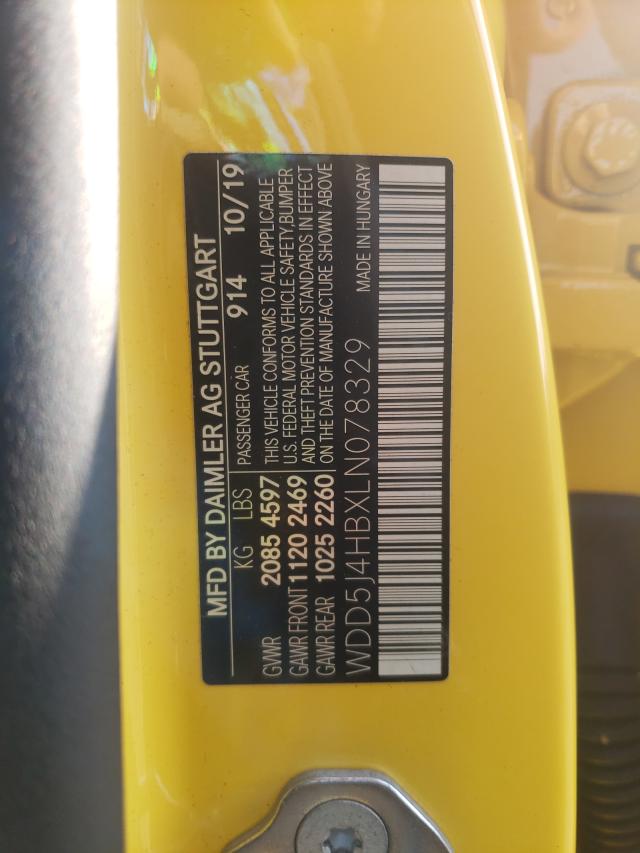 MFD BY DAIMLER AG STUTTGART
KG LBS PASSENGER CAR 914 10/19
GVWR 2085 4597 THIS VEHICLE CONFORMS TO ALL APPLICABLE
GAWR FRONT 1120 2469 U.S. FEDERAL MOTOR VEHICLE SAFETY, BUMPER
AND THEFT PREVENTION STANDARDS IN EFFECT
GAWR REAR 1025 2260 ON THE DATE OF MANUFACTURE SHOWN ABOVE
WDD5J4HBXLN078329 MADE IN HUNGARY